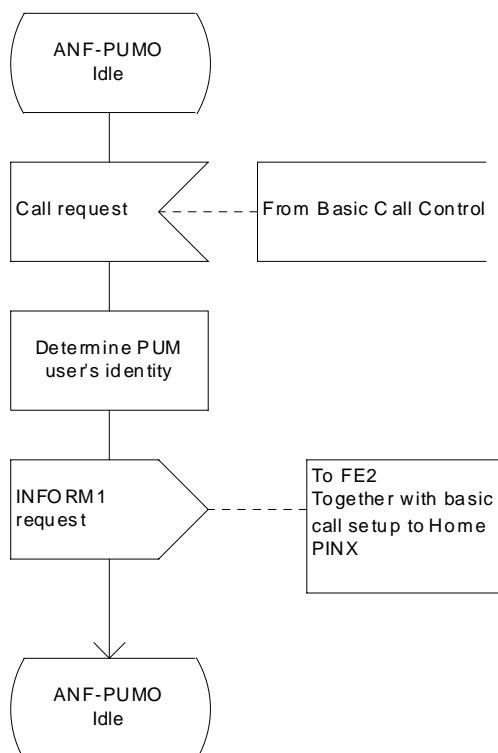 ANF-PUMO
Idle
Call request
From Basic Call Control
Determine PUM
user's identity
INFORM1
request
To FE2
Together with basic
call setup to Home
PINX
ANF-PUMO
Idle